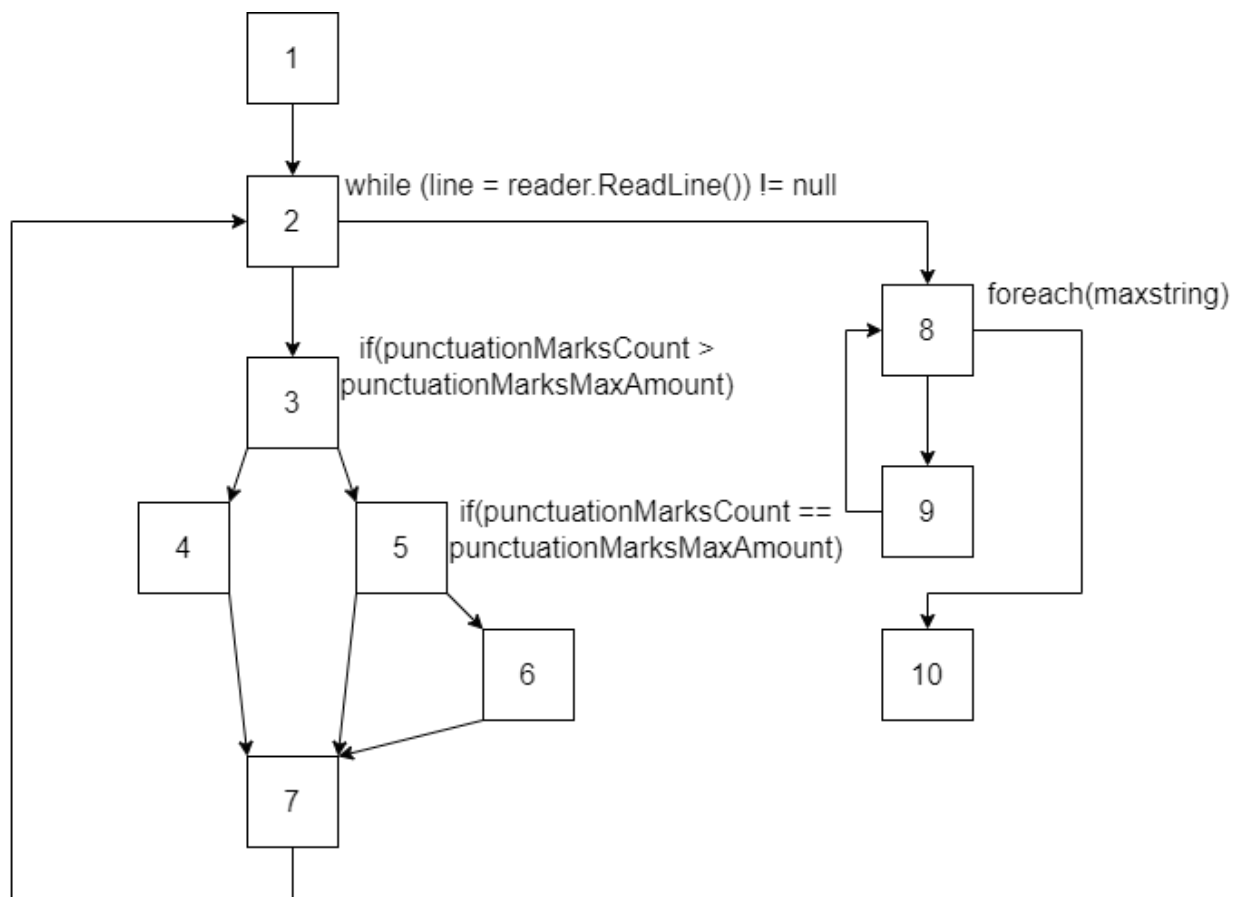 1
while (line = reader.ReadLine()) != null
2
foreach(maxstring)
8
if(punctuationMarksCount >
punctuationMarksMaxAmount)
3
if(punctuationMarksCount ==
punctuationMarksMaxAmount)
4
5
9
6
10
7